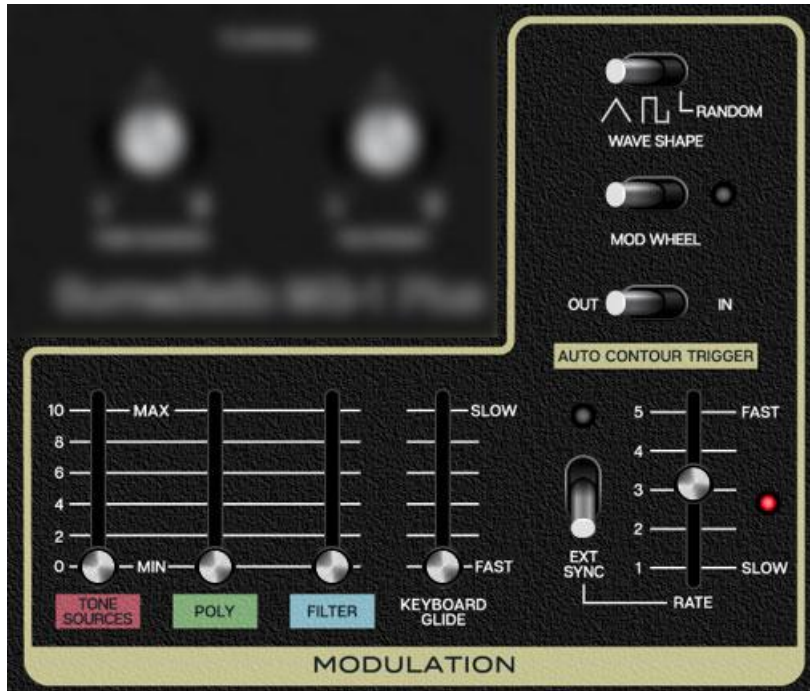 RANDOM
WAVE SHAPE
MOD WHEEL
OUT IN
AUTO CONTOUR TRIGGER
10 MAX SLOW 5 FAST
8 4
6 3
4 2
2
0 MIN FAST 1 SLOW
EXT
SYNC
RATE
TONE
SOURCES
POLY
FILTER
KEYBOARD
GLIDE
MODULATION